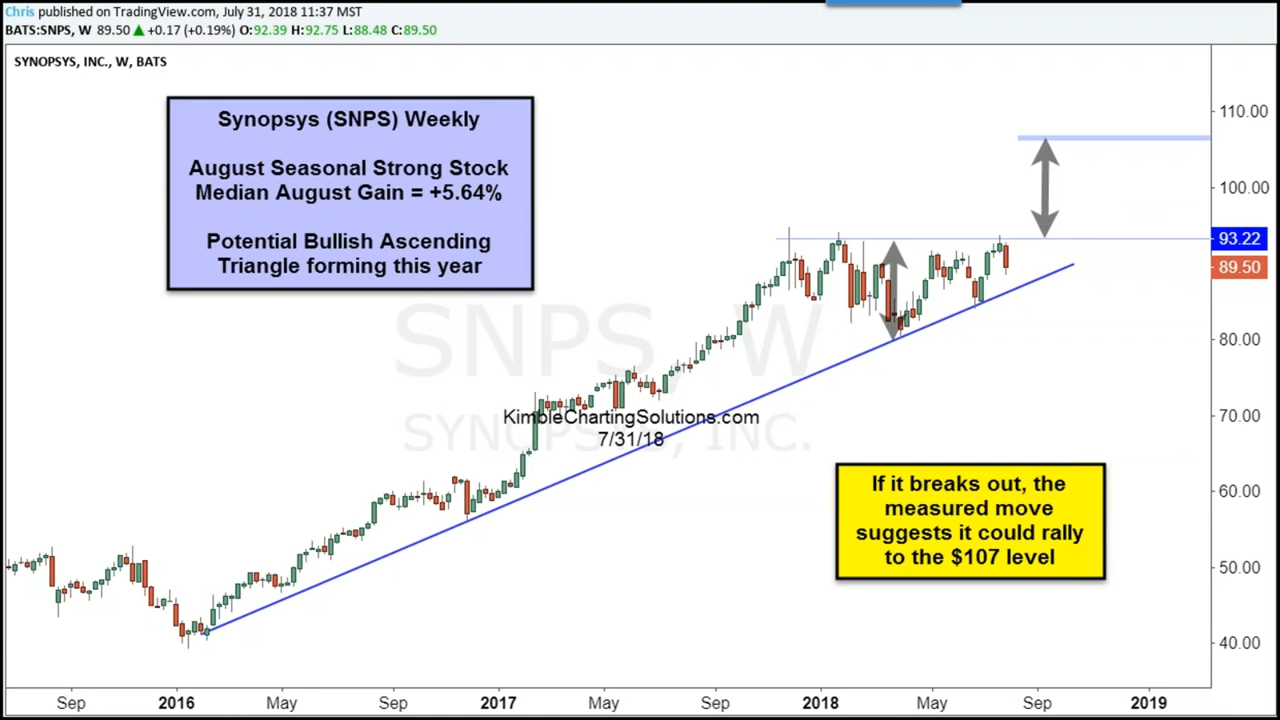 Chris published on TradingView.com, July 31, 2018 11:37 MST
BATS:SNPS, W 89.50 ▲ +0.17 (+0.19%) O:92.39 H:92.75 L:88.48 C:89.50
SYNOPSYS, INC., W, BATS
Synopsys (SNPS) Weekly
August Seasonal Strong Stock
Median August Gain = +5.64%
Potential Bullish Ascending
Triangle forming this year
110.00
100.00
93.22
89.50
80.00
70.00
60.00
50.00
40.00
SNPS, W
SYNOPSYS, INC.
KimbleChartingSolutions.com
7/31/18
If it breaks out, the
measured move
suggests it could rally
to the $107 level
Sep 2016 May Sep 2017 May Sep 2018 May Sep 2019